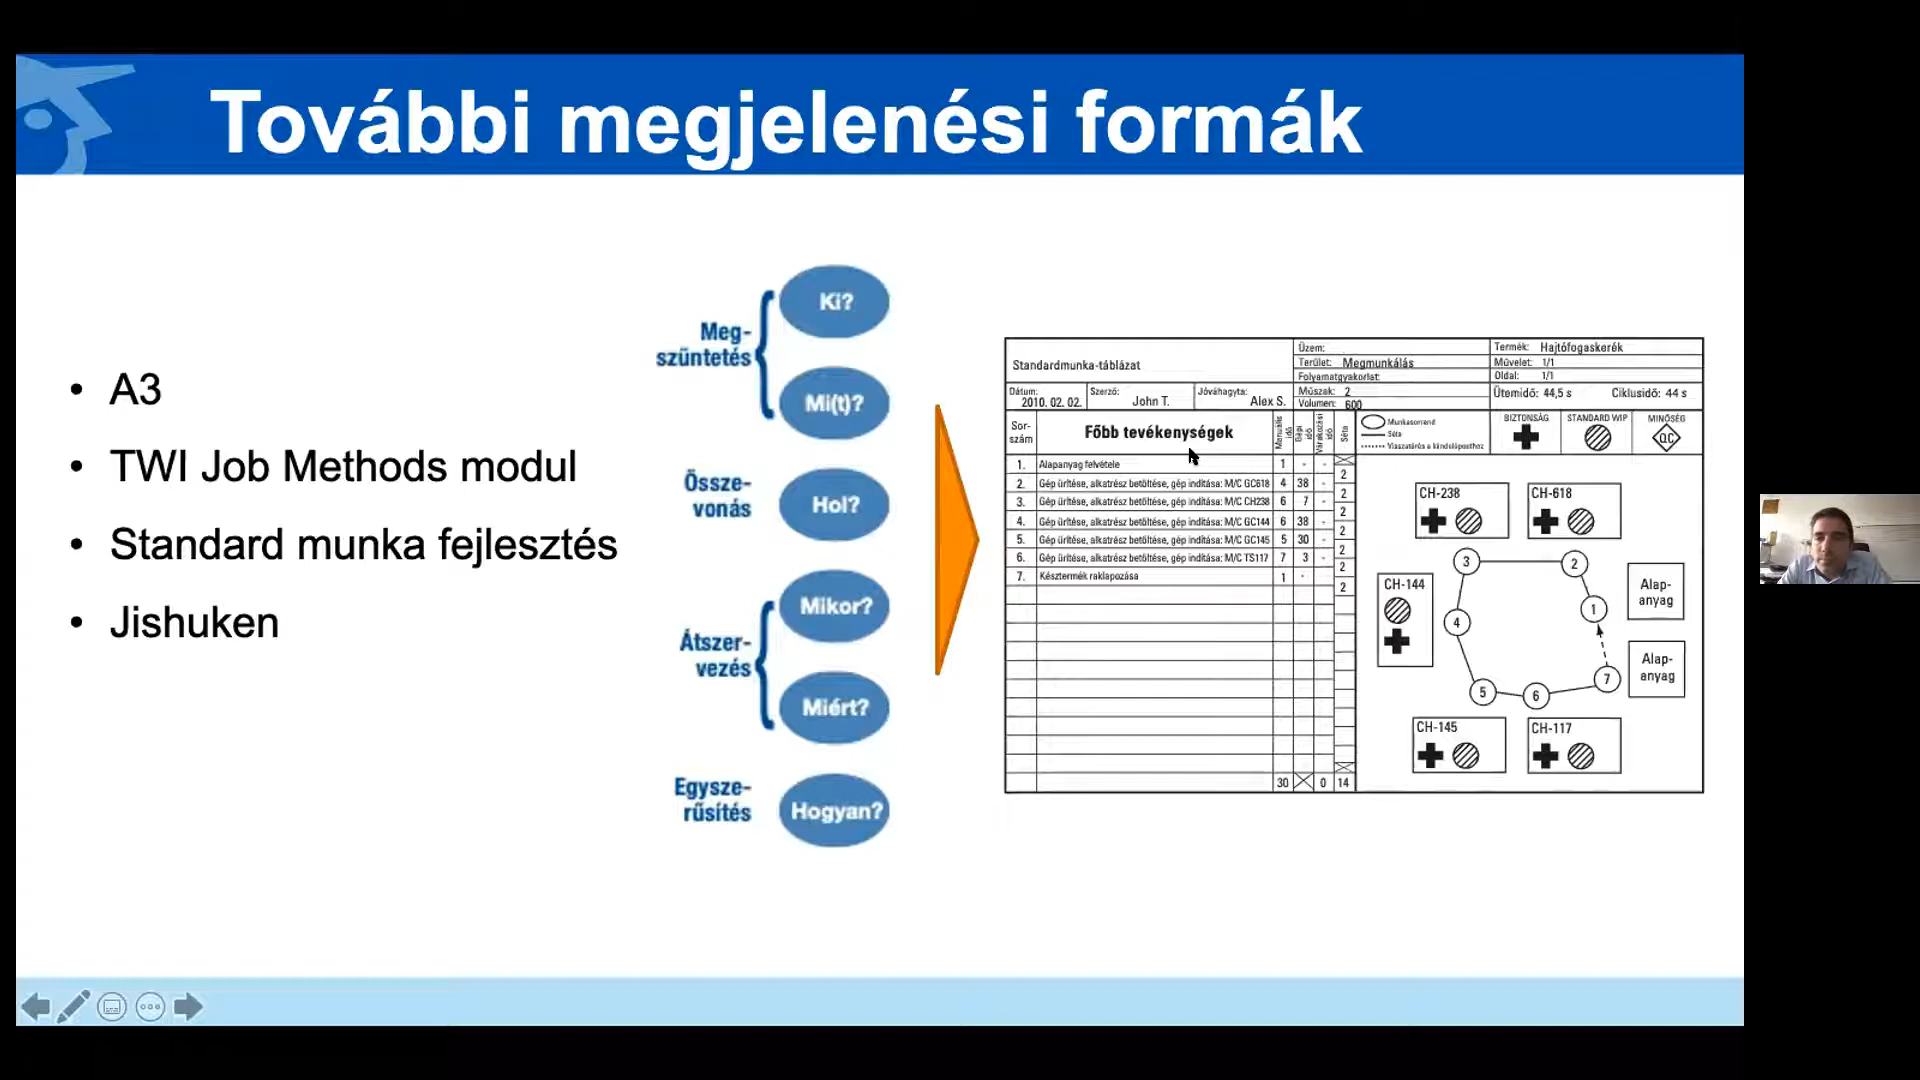 További megjelenési formák
• A3
• TWI Job Methods modul
• Standard munka fejlesztés
• Jishuken
Meg-
szűntetés
Ki?
Mi(t)?
Össze-
vonás
Hol?
Átszer-
vezés
Mikor?
Miért?
Egysze-
rűsítés
Hogyan?
Standardmunka-táblázat
Üzem:
Terület: Megmunkálás
Folyamatgyakorlat:
Termék: Hajtófogaskerék
Művelet: 1/1
Oldal: 1/1
Dátum: 2010. 02. 02.
Szerző: John T.
Jóváhagyta: Alex S.
Műszak: 2
Volumen: 600
Ütemidő: 44,5 s Ciklusidő: 44 s
Sor-
szám
Főbb tevékenységek
Manuális idő
Gépi idő
Várakozási idő
Séta
Munkasorrend
Séta
Visszatérés a kiindulóponthoz
BIZTONSÁG
STANDARD WIP
MINŐSÉG
QC
1. Alapanyag felvétele 1 - -
2
2. Gép ürítése, alkatrész betöltése, gép indítása: M/C GC618 4 38 -
2
3. Gép ürítése, alkatrész betöltése, gép indítása: M/C CH238 6 7 -
2
4. Gép ürítése, alkatrész betöltése, gép indítása: M/C GC144 6 38 -
2
5. Gép ürítése, alkatrész betöltése, gép indítása: M/C GC145 5 30 -
2
6. Gép ürítése, alkatrész betöltése, gép indítása: M/C TS117 7 3 -
2
7. Késztermék raklapozása 1 -
2
30 0 14
CH-238
CH-618
3
2
CH-144
Alap-
anyag
1
4
Alap-
anyag
7
5
6
CH-145
CH-117